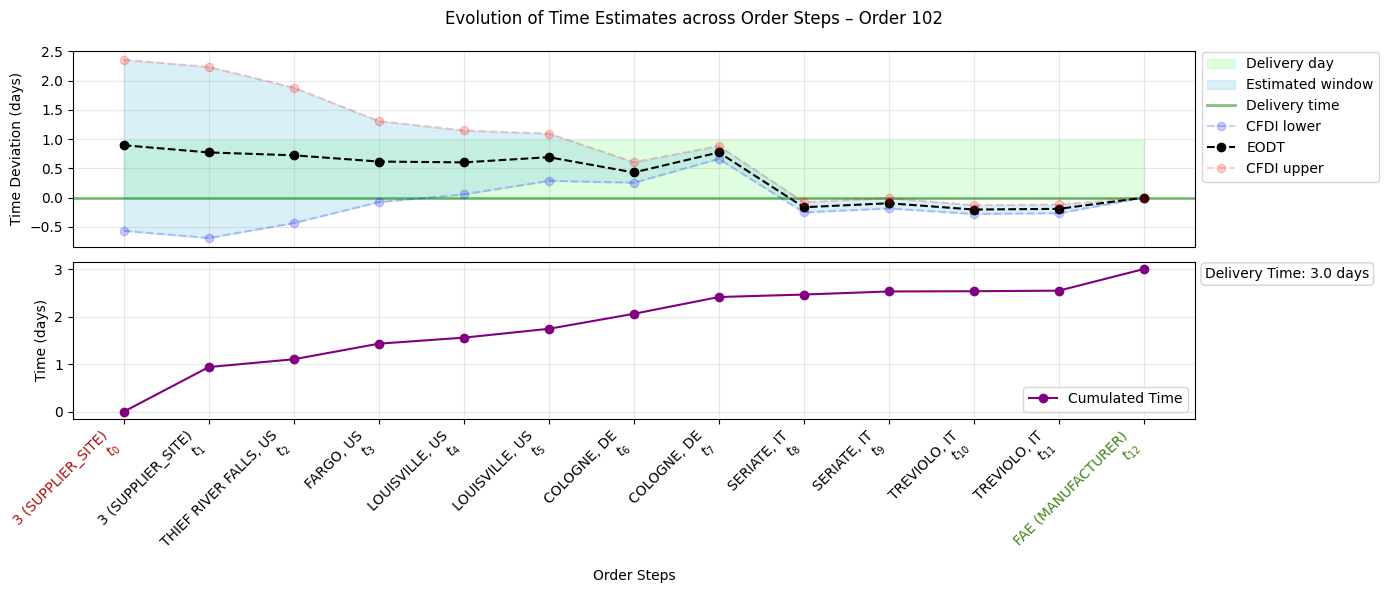 Evolution of Time Estimates across Order Steps – Order 102
Time Deviation (days)
2.5
2.0
1.5
1.0
0.5
0.0
−0.5
Delivery day
Estimated window
Delivery time
CFDI lower
EODT
CFDI upper
Time (days)
3
2
1
0
Delivery Time: 3.0 days
Cumulated Time
3 (SUPPLIER_SITE)
t0
3 (SUPPLIER_SITE)
t1
THIEF RIVER FALLS, US
t2
FARGO, US
t3
LOUISVILLE, US
t4
LOUISVILLE, US
t5
COLOGNE, DE
t6
COLOGNE, DE
t7
SERIATE, IT
t8
SERIATE, IT
t9
TREVIOLO, IT
t10
TREVIOLO, IT
t11
FAE (MANUFACTURER)
t12
Order Steps